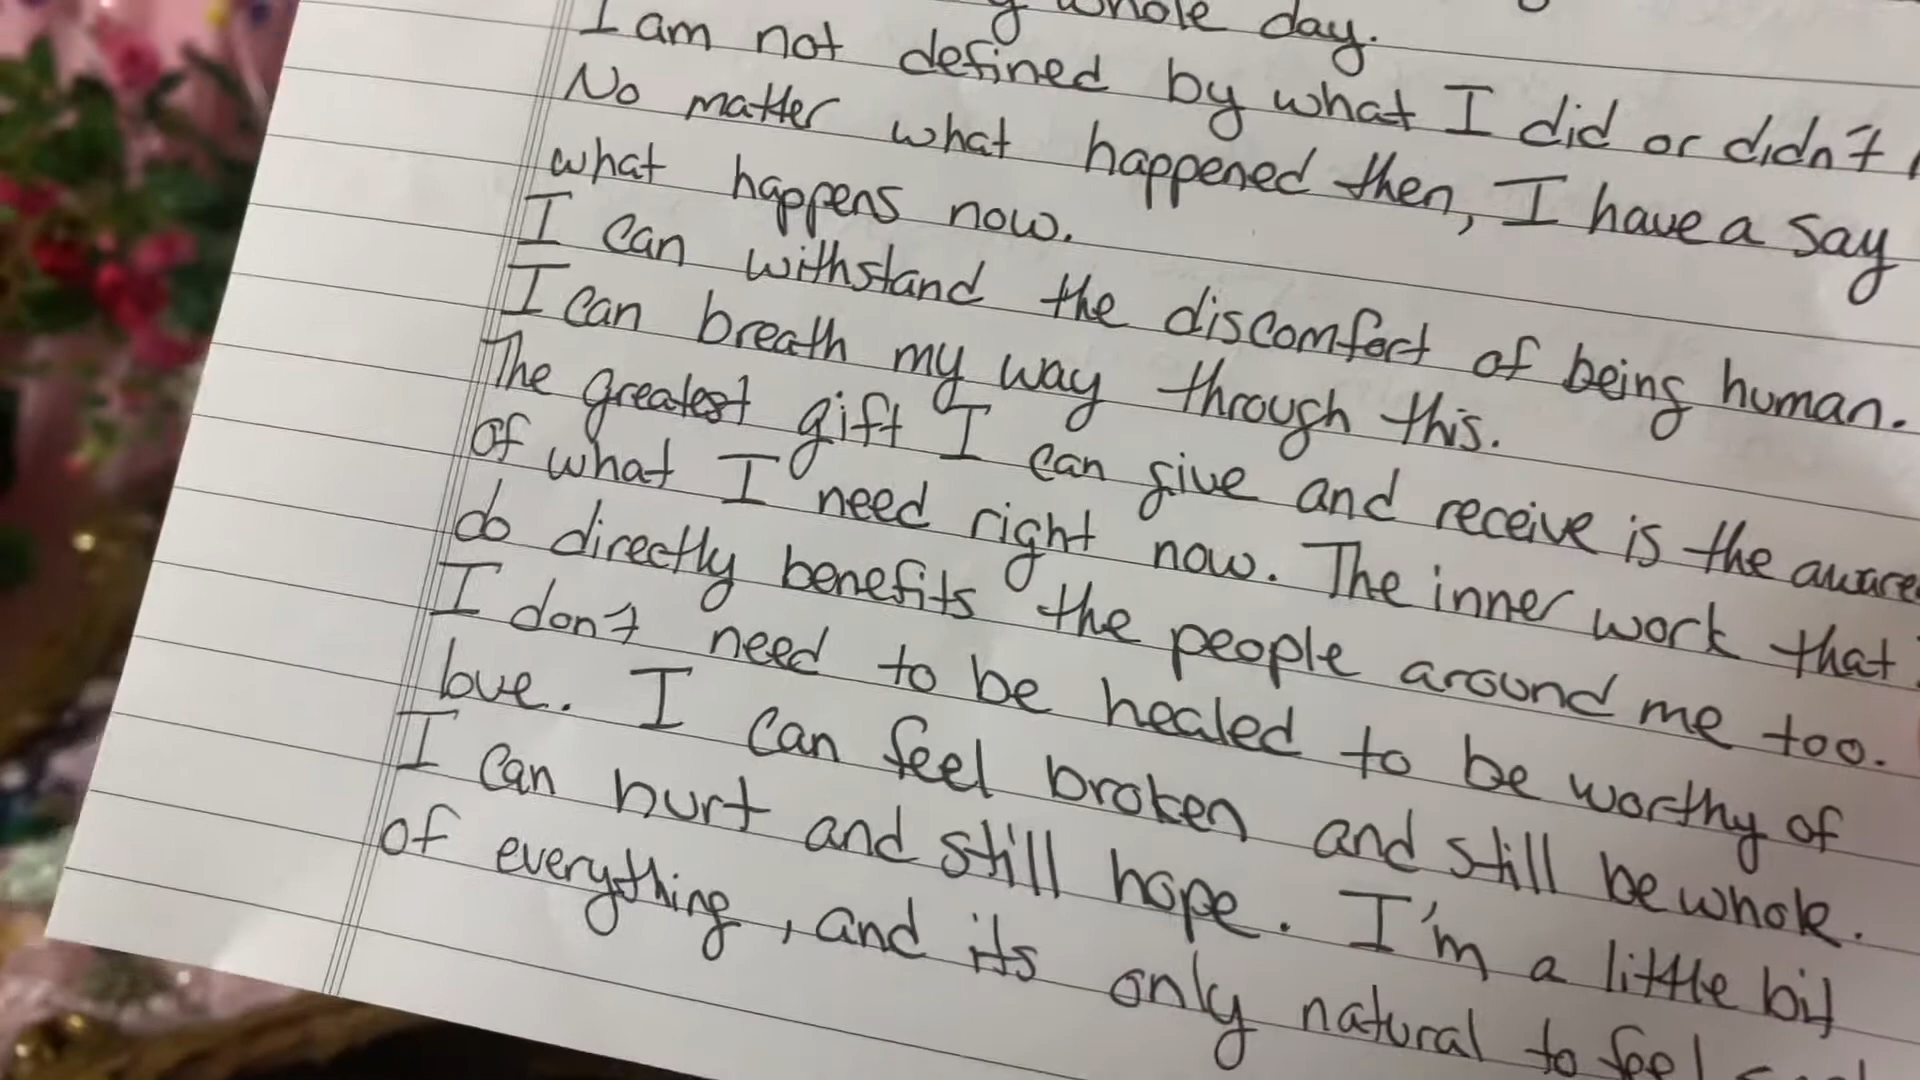 whole day.
I am not defined by what I did or didn't
No matter what happened then, I have a say
what happens now.
I can withstand the discomfort of being human.
I can breath my way through this.
The greatest gift I can give and receive is the
of what I need right now. The inner work that
do directly benefits the people around me too.
I don't need to be healed to be worthy of
love. I can feel broken and still be whole.
I can hurt and still hope. I'm a little bit
of everything, and its only natural to feel